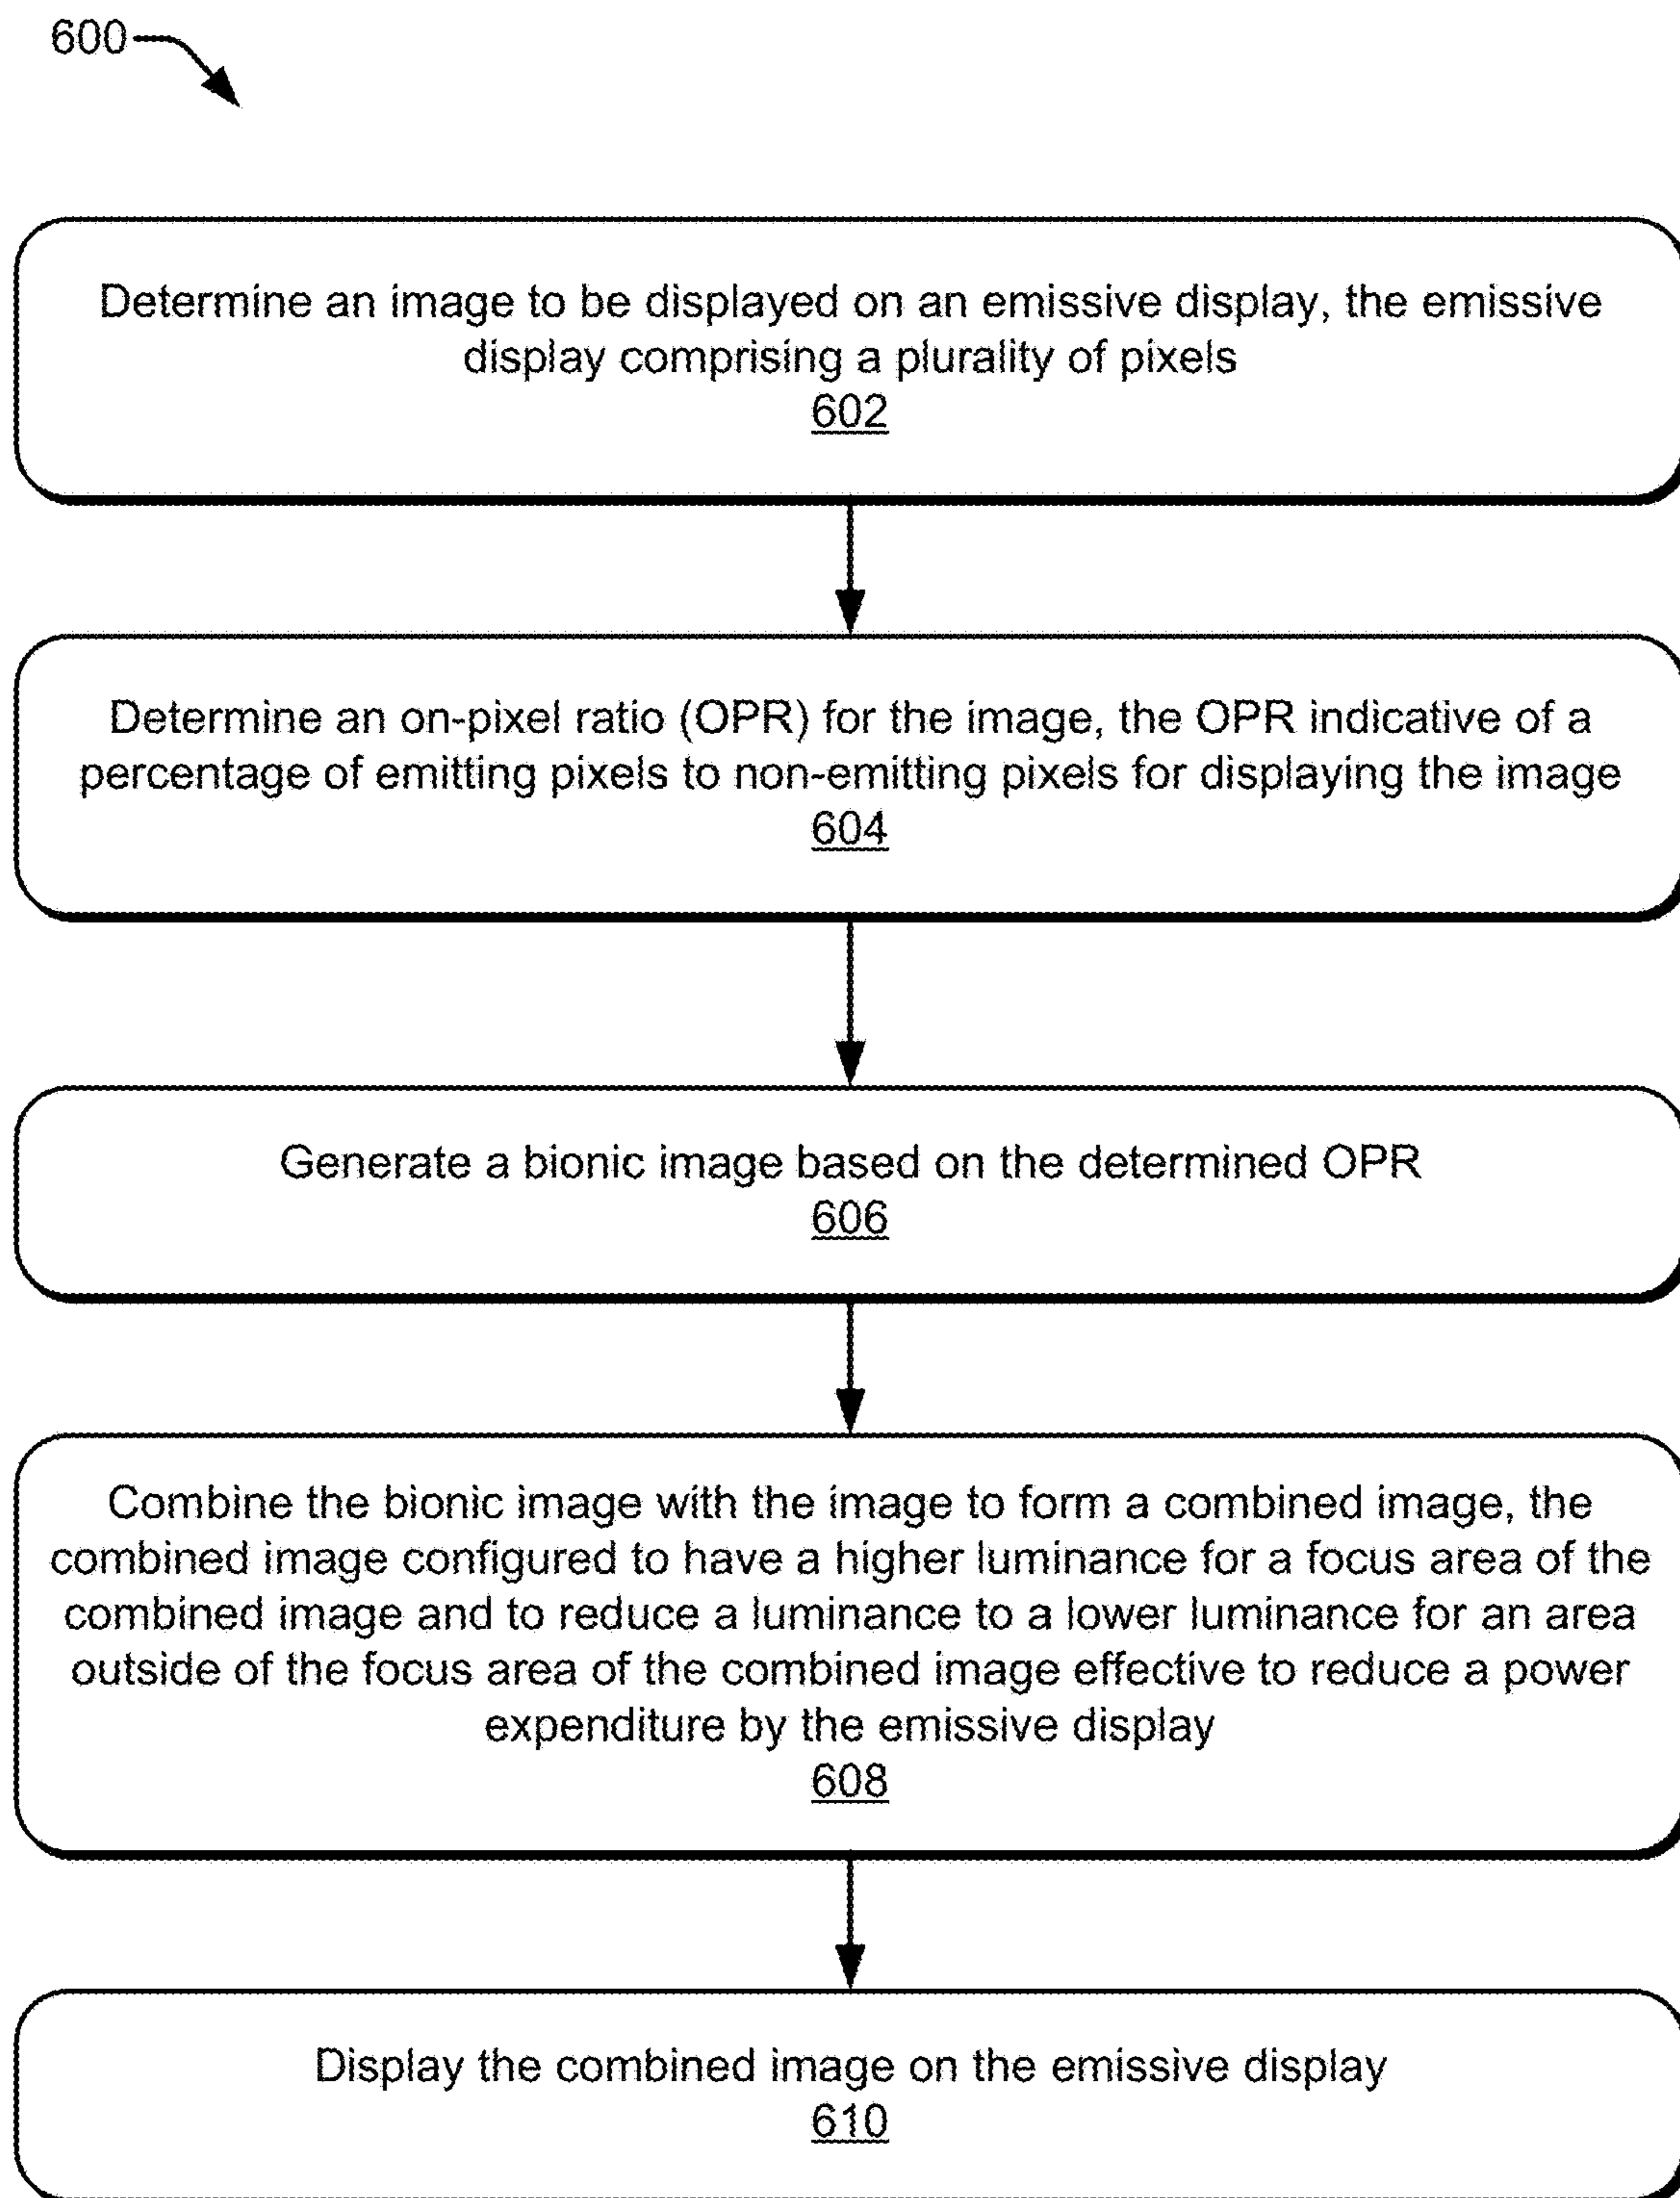 600
Determine an image to be displayed on an emissive display, the emissive
display comprising a plurality of pixels
602
Determine an on-pixel ratio (OPR) for the image, the OPR indicative of a
percentage of emitting pixels to non-emitting pixels for displaying the image
604
Generate a bionic image based on the determined OPR
606
Combine the bionic image with the image to form a combined image, the
combined image configured to have a higher luminance for a focus area of the
combined image and to reduce a luminance to a lower luminance for an area
outside of the focus area of the combined image effective to reduce a power
expenditure by the emissive display
608
Display the combined image on the emissive display
610